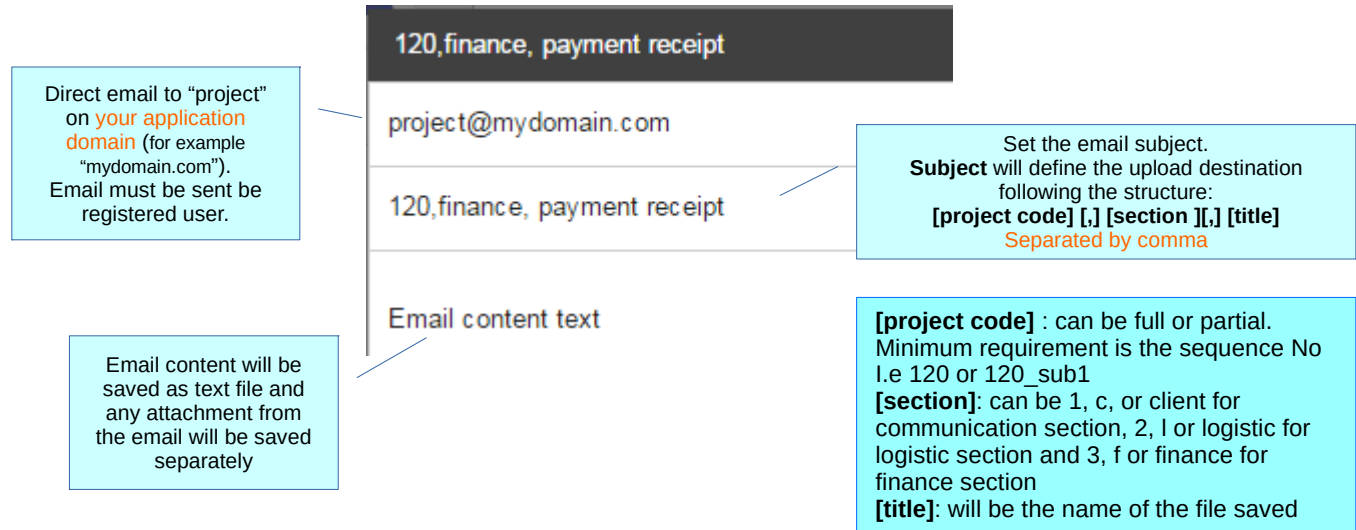 120,finance, payment receipt
Direct email to “project”
on your application
domain (for example
“mydomain.com”).
Email must be sent be
registered user.
project@mydomain.com
120,finance, payment receipt
Set the email subject.
Subject will define the upload destination
following the structure:
[project code] [,] [section ][,] [title]
Separated by comma
Email content text
Email content will be
saved as text file and
any attachment from
the email will be saved
separately
[project code] : can be full or partial.
Minimum requirement is the sequence No
I.e 120 or 120_sub1
[section]: can be 1, c, or client for
communication section, 2, l or logistic for
logistic section and 3, f or finance for
finance section
[title]: will be the name of the file saved